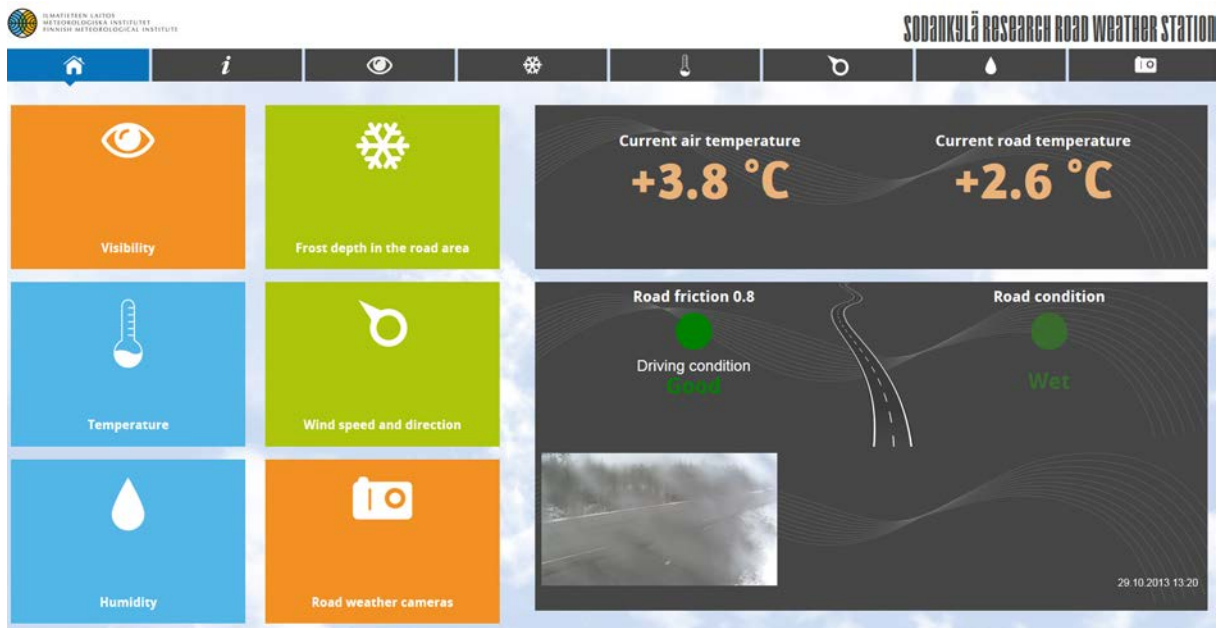 ILMATIETEEN LAITOS
METEOROLOGISKA INSTITUTET
FINNISH METEOROLOGICAL INSTITUTE
SODANKYLÄ RESEARCH ROAD WEATHER STATION
i
Visibility
Frost depth in the road area
Current air temperature
Current road temperature
+3.8 °C
+2.6 °C
Temperature
Wind speed and direction
Road friction 0.8
Road condition
Driving condition
Good
Wet
Humidity
Road weather cameras
29.10.2013 13:20